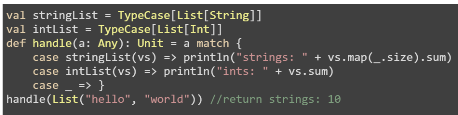 val stringList = TypeCase[List[String]]
val intList = TypeCase[List[Int]]
def handle(a: Any): Unit = a match {
    case stringList(vs) => println("strings: " + vs.map(_.size).sum)
    case intList(vs) => println("ints: " + vs.sum)
    case _ => }
handle(List("hello", "world")) //return strings: 10